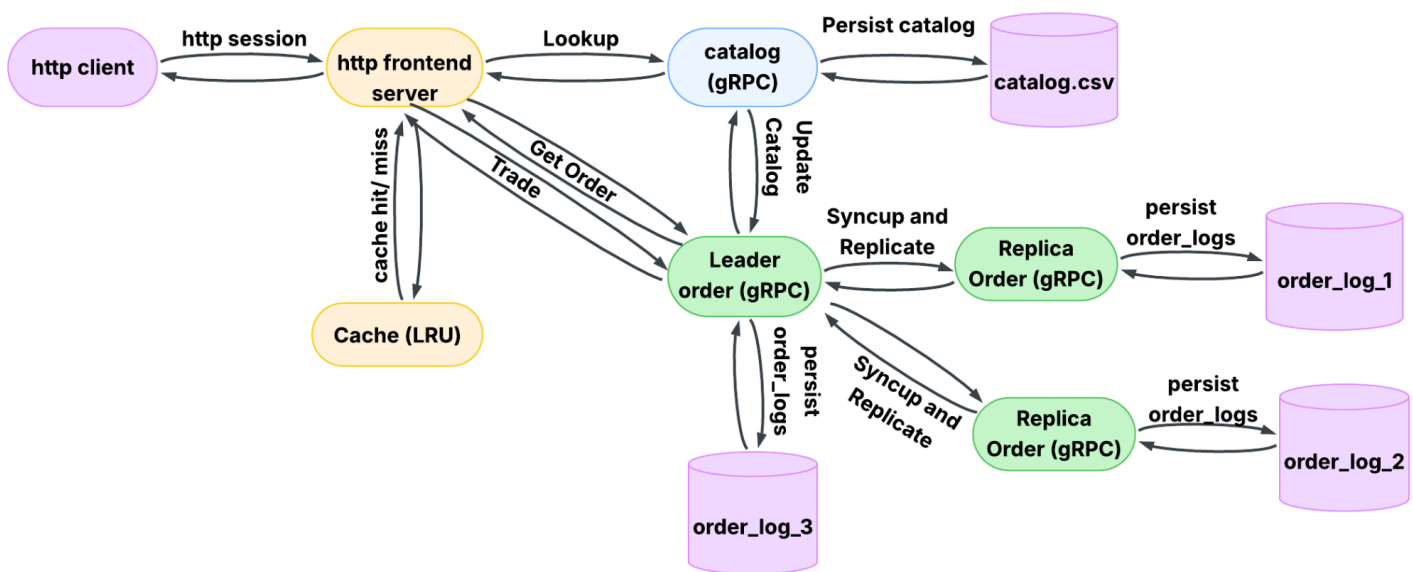 http client
http session
http frontend
server
Lookup
catalog
(gRPC)
Persist catalog
catalog.csv
cache hit/ miss
Cache (LRU)
Get Order
Trade
Update
Catalog
Leader
order (gRPC)
Syncup and
Replicate
Replica
Order (gRPC)
persist
order_logs
order_log_1
Syncup and
Replicate
Replica
Order (gRPC)
persist
order_logs
order_log_2
persist
order_logs
order_log_3